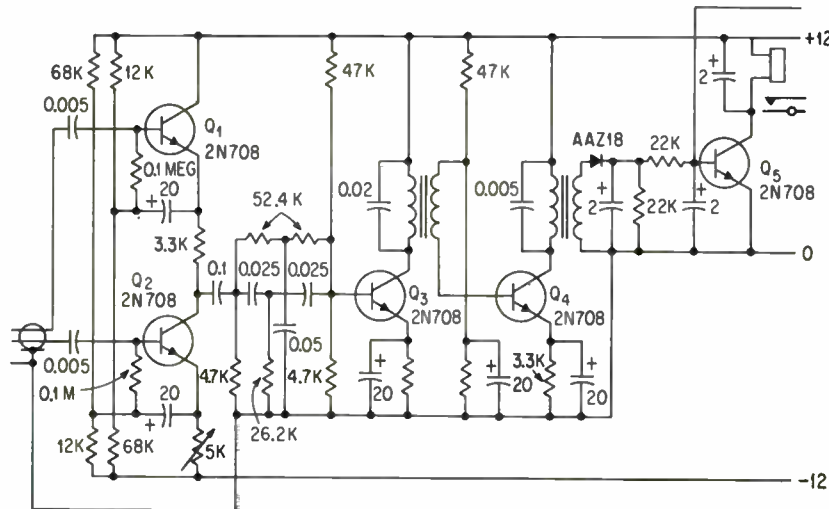 +12
68K
12K
47K
47K
2
0.005
Q1
2N708
0.1 MEG
AAZ18
22K
Q5
2N708
20
52.4 K
0.02
0.005
2
22K
2
3.3K
0
0.1
0.025
0.025
Q2
2N708
Q3
2N708
Q4
2N708
0.05
0.005
4.7K
4.7K
3.3K
0.1 M
20
20
20
20
26.2K
12K
68K
5K
-12